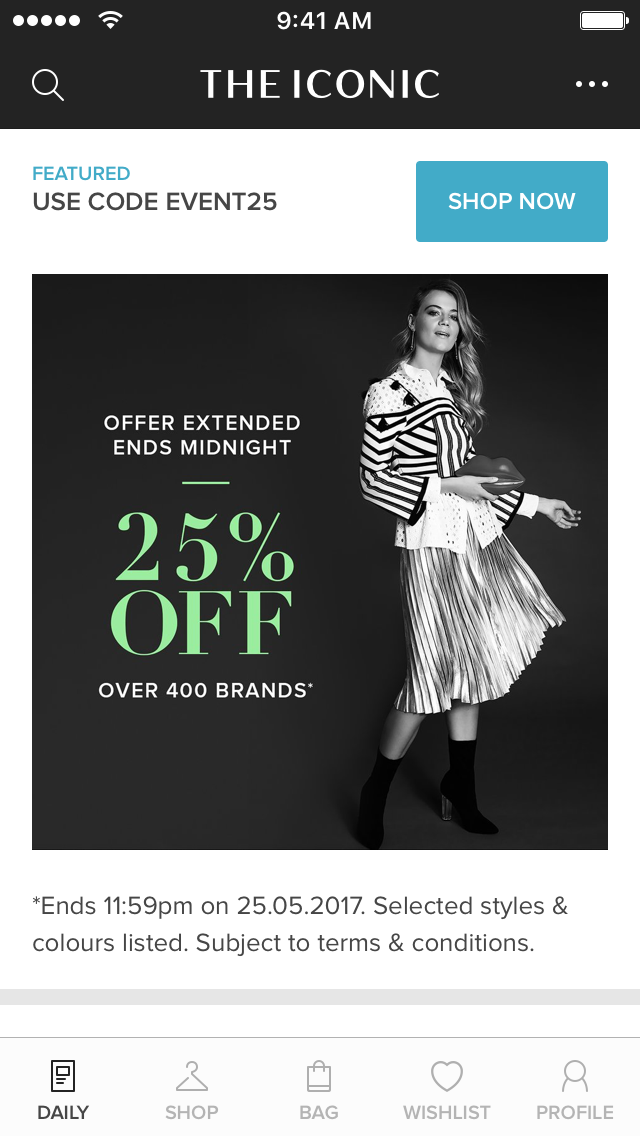 9:41 AM
THE ICONIC
FEATURED
USE CODE EVENT25
SHOP NOW
OFFER EXTENDED
ENDS MIDNIGHT
25%
OFF
OVER 400 BRANDS*
*Ends 11:59pm on 25.05.2017. Selected styles &
colours listed. Subject to terms & conditions.
DAILY SHOP BAG WISHLIST PROFILE